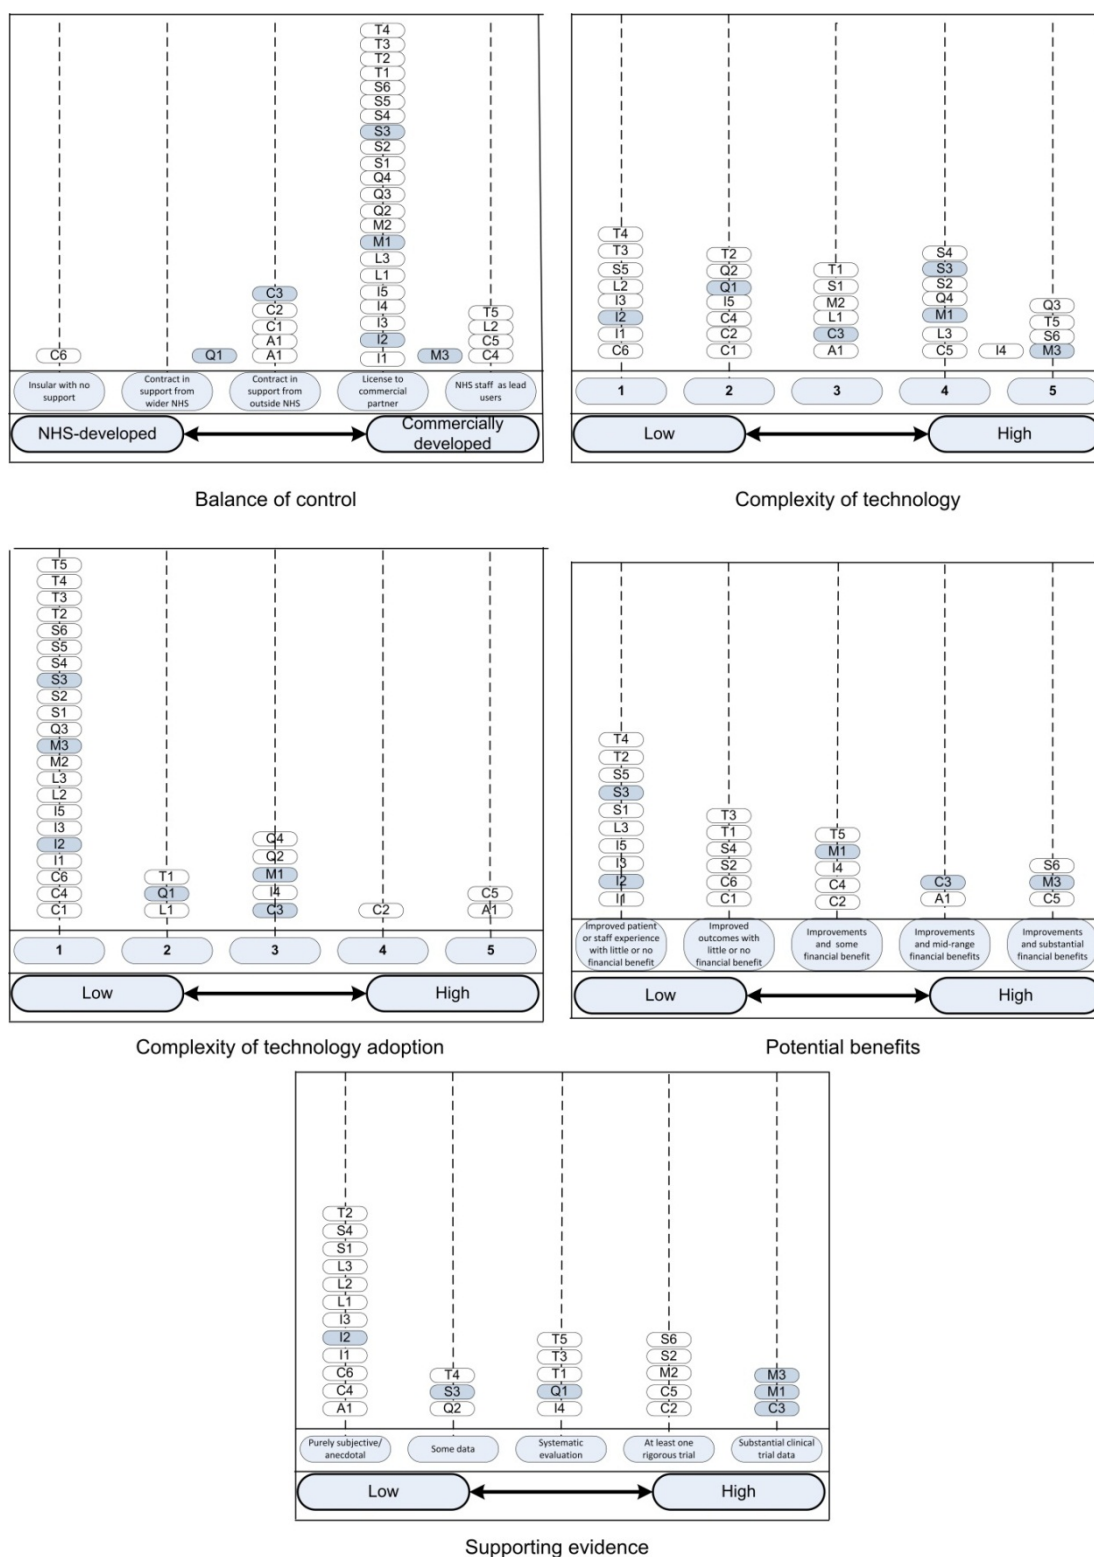 T4
T3
T2
T1
S6
S5
S4
S3
S2
S1
Q4
Q3
Q2
M2
M1
L3
L1
I5
I4
I3
I2
I1
C3
C2
C1
A1
A1
T5
L2
C5
C4
C6
Q1
M3
Insular with no support
Contract in support from wider NHS
Contract in support from outside NHS
License to commercial partner
NHS staff as lead users
NHS-developed
Commercially developed
Balance of control
T4
T3
S5
L2
I3
I2
I1
C6
T2
Q2
Q1
I5
C4
C2
C1
T1
S1
M2
L1
C3
A1
S4
S3
S2
Q4
M1
L3
C5
I4
Q3
T5
S6
M3
1 2 3 4 5
Low
High
Complexity of technology
T5
T4
T3
T2
S6
S5
S4
S3
S2
S1
Q3
M3
M2
L3
L2
I5
I3
I2
I1
C6
C4
C1
T1
Q1
L1
Q4
Q2
M1
I4
C3
C2
C5
A1
1 2 3 4 5
Low
High
Complexity of technology adoption
T4
T2
S5
S3
S1
L3
I5
I3
I2
I1
T3
T1
S4
S2
C6
C1
T5
M1
I4
C4
C2
C3
A1
S6
M3
C5
Improved patient or staff experience with little or no financial benefit
Improved outcomes with little or no financial benefit
Improvements and some financial benefit
Improvements and mid-range financial benefits
Improvements and substantial financial benefits
Low
High
Potential benefits
T2
S4
S1
L3
L2
L1
I3
I2
I1
C6
C4
A1
T4
S3
Q2
T5
T3
T1
Q1
I4
S6
S2
M2
C5
C2
M3
M1
C3
Purely subjective/ anecdotal
Some data
Systematic evaluation
At least one rigorous trial
Substantial clinical trial data
Low
High
Supporting evidence